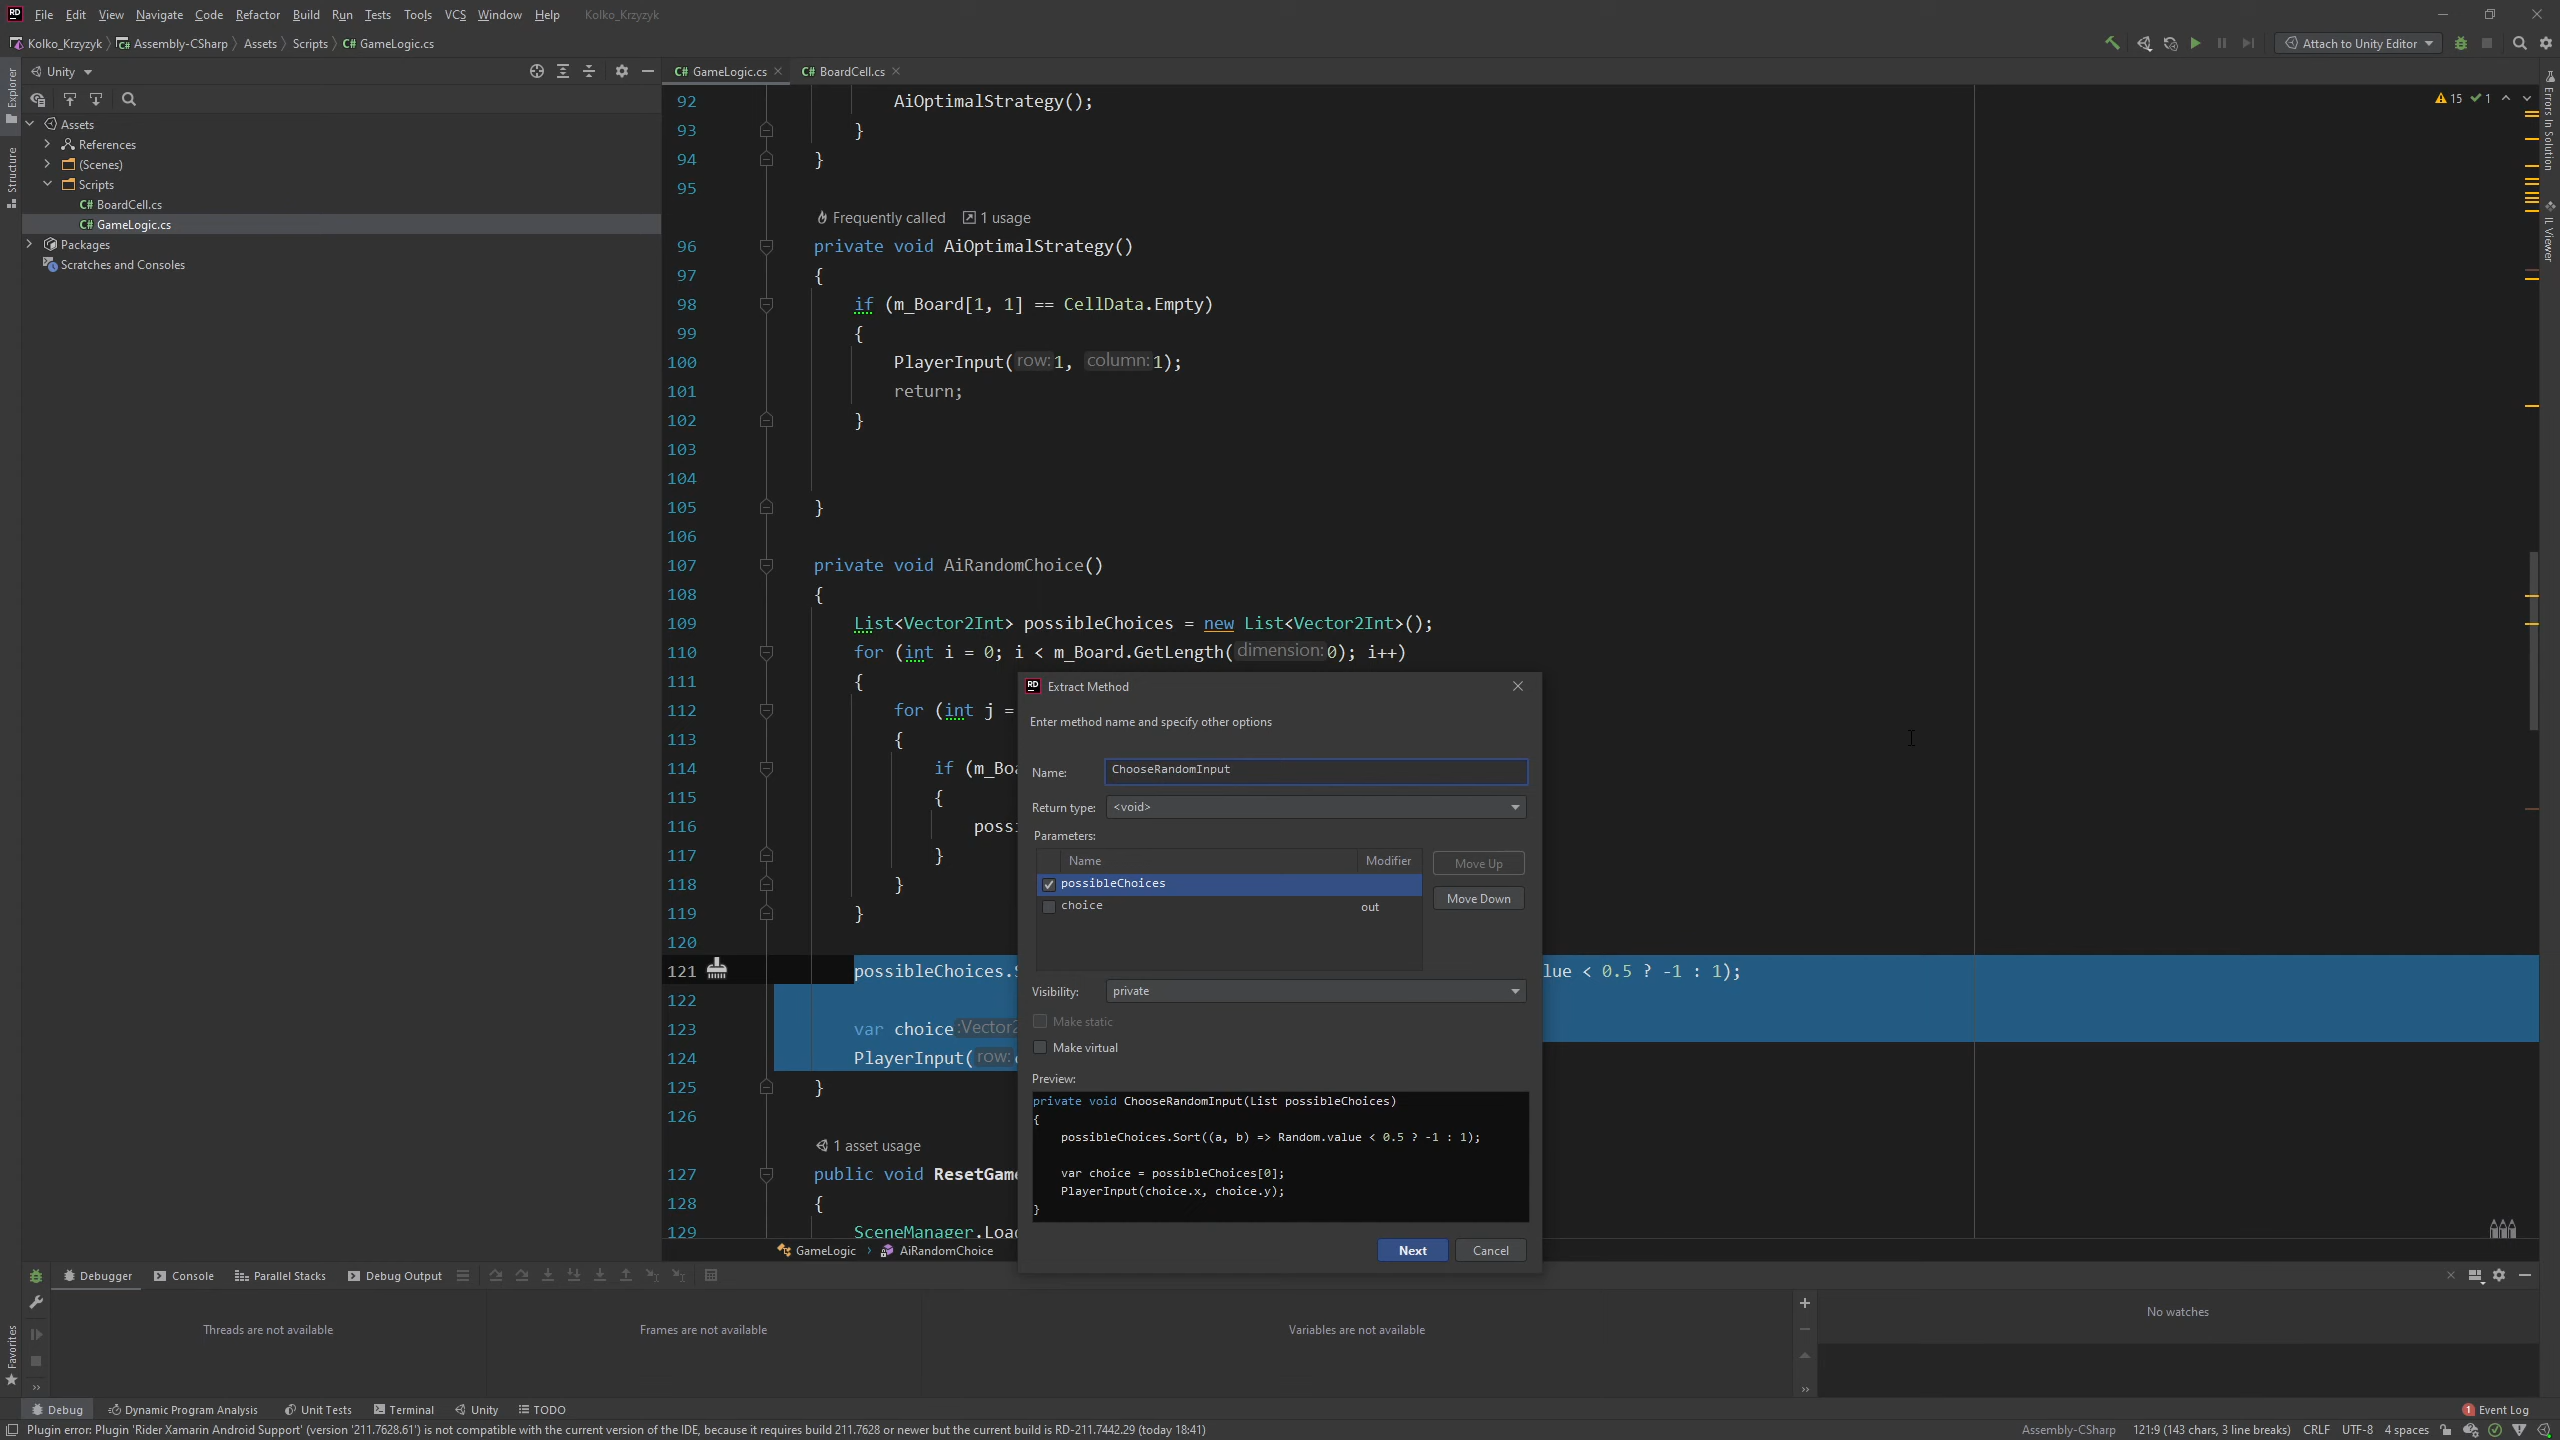 File Edit View Navigate Code Refactor Build Run Tests Tools VCS Window Help Kolko_Krzyzyk
Kolko_Krzyzyk Assembly-CSharp Assets Scripts C# GameLogic.cs Attach to Unity Editor
Unity
C# GameLogic.cs C# BoardCell.cs
Explorer
Structure
Favorites
Errors In Solution
IL Viewer
15 1
Assets
References
(Scenes)
Scripts
C# BoardCell.cs
C# GameLogic.cs
Packages
Scratches and Consoles
92 AiOptimalStrategy();
93 }
94 }
95
Frequently called 1 usage
96 private void AiOptimalStrategy()
97 {
98 if (m_Board[1, 1] == CellData.Empty)
99 {
100 PlayerInput(row:1, column:1);
101 return;
102 }
103
104
105 }
106
107 private void AiRandomChoice()
108 {
109 List<Vector2Int> possibleChoices = new List<Vector2Int>();
110 for (int i = 0; i < m_Board.GetLength(dimension:0); i++)
111 {
112 for (int j =
113 {
114 if (m_Boa
115 {
116 possi
117 }
118 }
119 }
120
121 possibleChoices. lue < 0.5 ? -1 : 1);
122
123 var choice :Vector2
124 PlayerInput(row:
125 }
126
1 asset usage
127 public void ResetGam
128 {
129 SceneManager.Loa
GameLogic AiRandomChoice
RD Extract Method
Enter method name and specify other options
Name: ChooseRandomInput
Return type: <void>
Parameters:
Name Modifier
possibleChoices
choice out
Move Up
Move Down
Visibility: private
Make static
Make virtual
Preview:
private void ChooseRandomInput(List possibleChoices)
{
possibleChoices.Sort((a, b) => Random.value < 0.5 ? -1 : 1);
var choice = possibleChoices[0];
PlayerInput(choice.x, choice.y);
}
Next Cancel
Debugger Console Parallel Stacks Debug Output
Threads are not available Frames are not available Variables are not available No watches
Debug Dynamic Program Analysis Unit Tests Terminal Unity TODO 1 Event Log
Plugin error: Plugin 'Rider Xamarin Android Support' (version '211.7628.61') is not compatible with the current version of the IDE, because it requires build 211.7628 or newer but the current build is RD-211.7442.29 (today 18:41) Assembly-CSharp 121:9 (143 chars, 3 line breaks) CRLF UTF-8 4 spaces